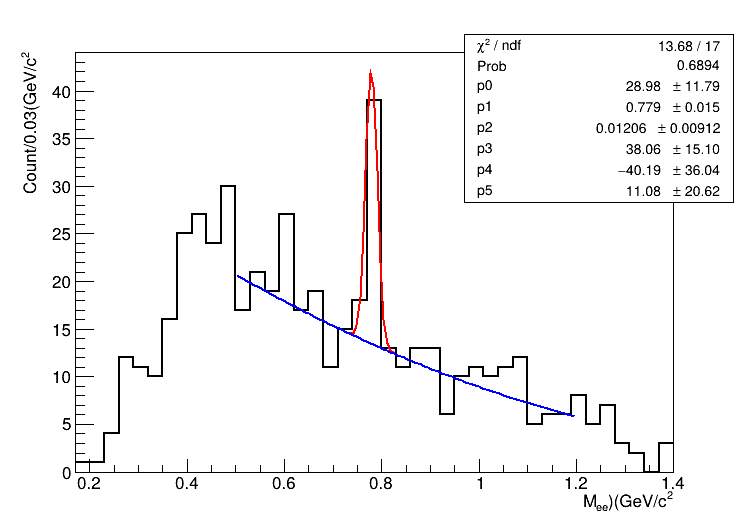 χ² / ndf 13.68 / 17
Prob 0.6894
p0 28.98 ± 11.79
p1 0.779 ± 0.015
p2 0.01206 ± 0.00912
p3 38.06 ± 15.10
p4 −40.19 ± 36.04
p5 11.08 ± 20.62
Count/0.03(GeV/c²
40
35
30
25
20
15
10
5
0
0.2 0.4 0.6 0.8 1 1.2 1.4
Mₑₑ)(GeV/c²